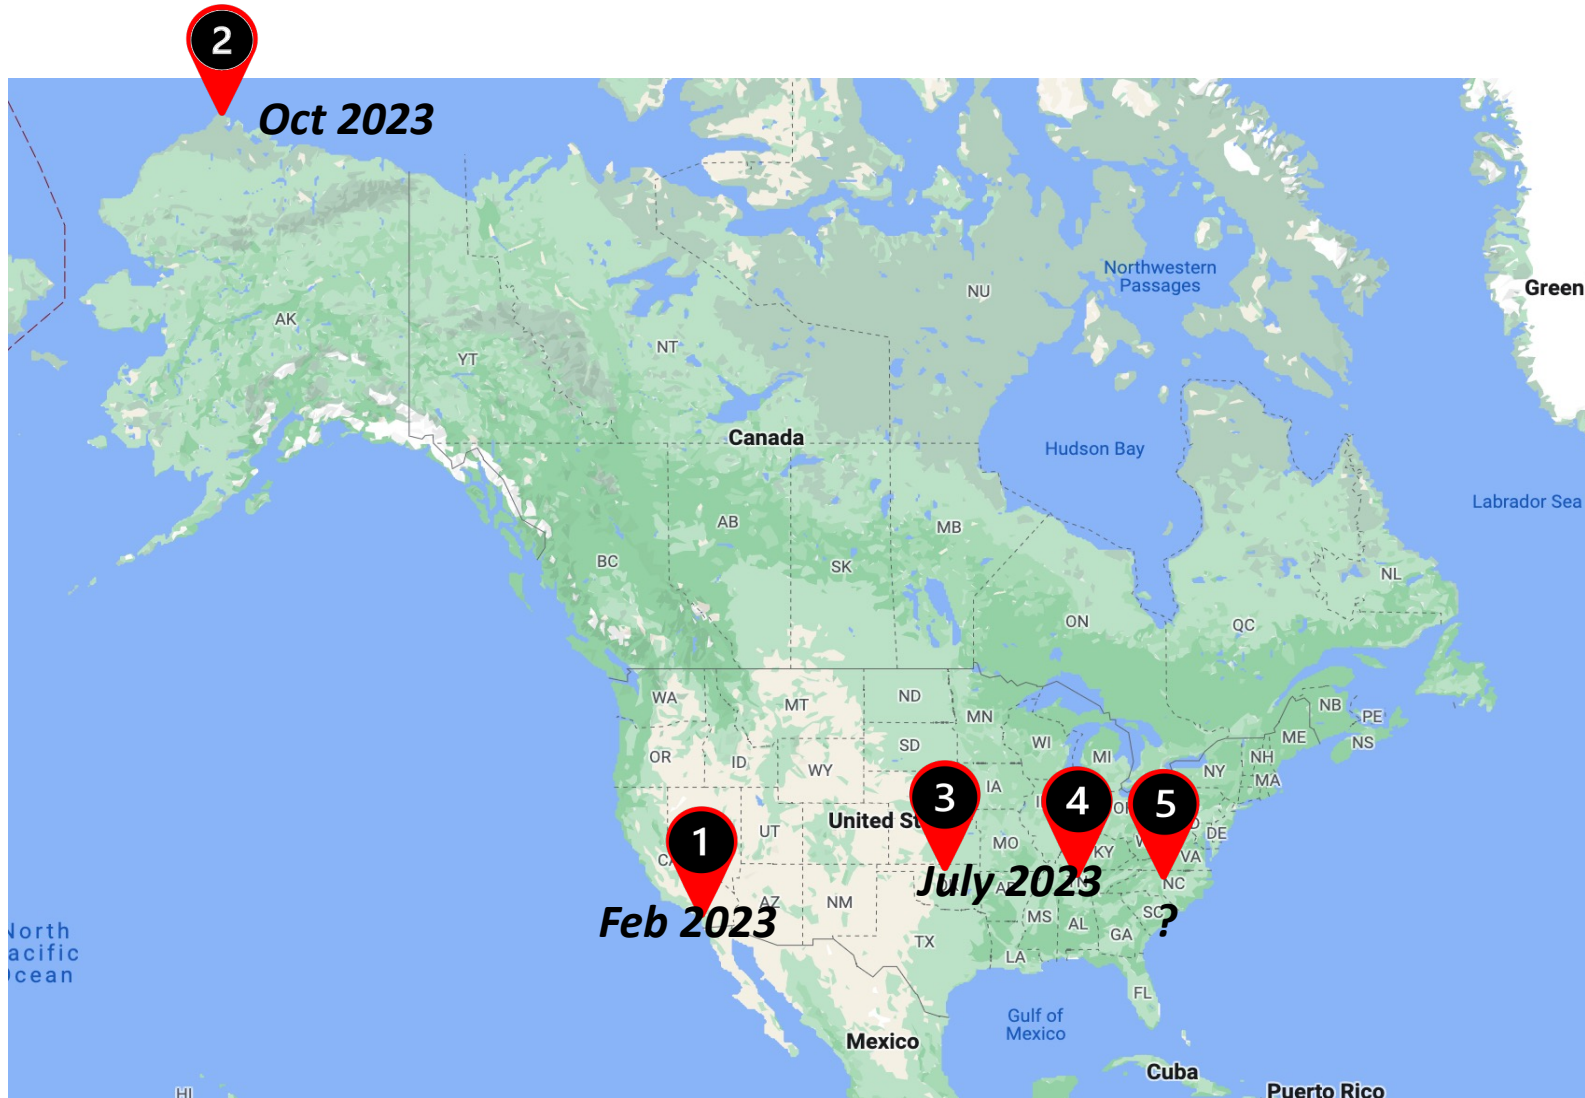 2
Oct 2023
Green
Northwestern
Passages
NU
AK
NT
YT
Canada
Hudson Bay
Labrador Sea
AB
MB
BC
SK
NL
ON
QC
WA
MT
ND
MN
NB
PE
OR
ID
SD
WI
MI
ME
NS
WY
NY
NH
MA
IA
3
4
5
United St
UT
1
MO
KY
DE
VA
July 2023
NC
AZ
NM
Feb 2023
MS
AL
SC
?
GA
TX
LA
North
acific
cean
FL
Gulf of
Mexico
Mexico
Cuba
HI
Puerto Rico